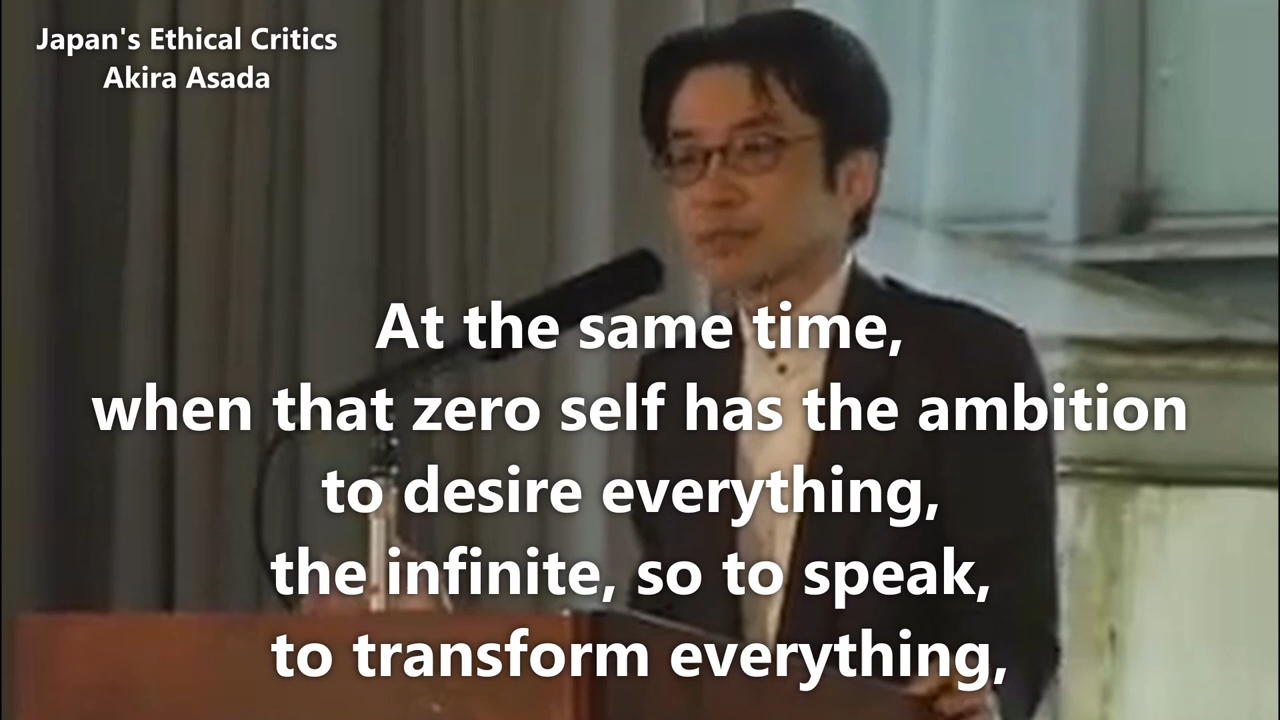 Japan's Ethical Critics
Akira Asada
At the same time,
when that zero self has the ambition
to desire everything,
the infinite, so to speak,
to transform everything,